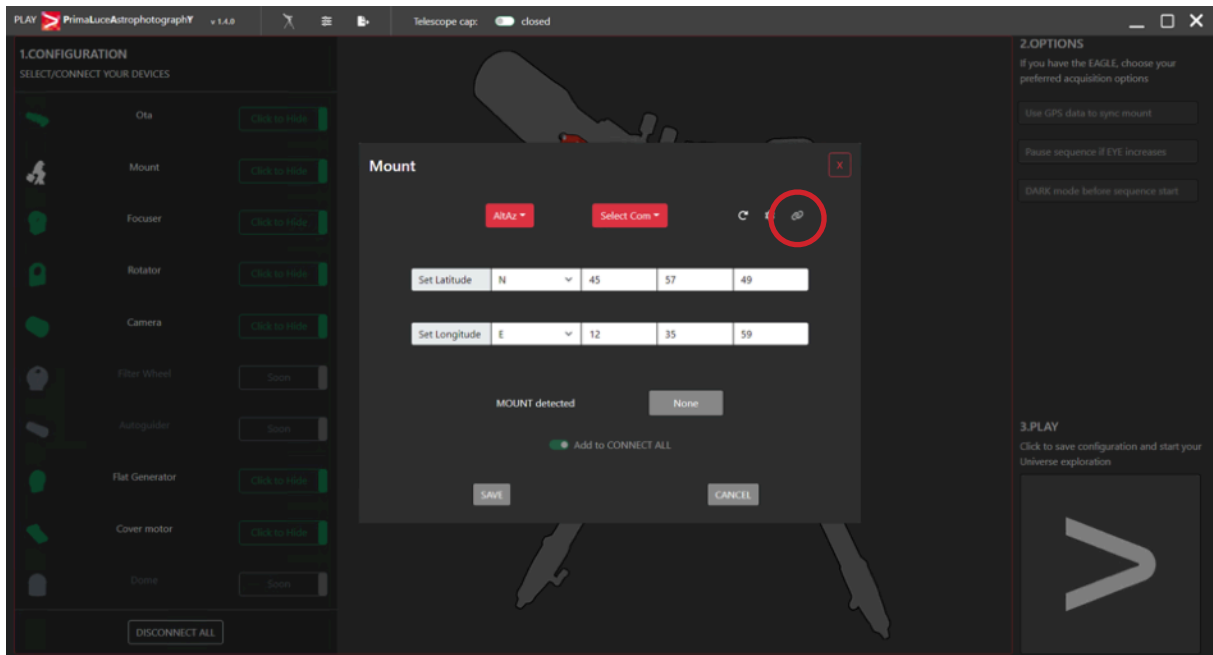 PLAY PrimaLuceAstrophotographY v 1.4.0 Telescope cap: closed
1.CONFIGURATION
SELECT/CONNECT YOUR DEVICES
Ota Click to Hide
Mount Click to Hide
Focuser Click to Hide
Rotator Click to Hide
Camera Click to Hide
Filter Wheel Soon
Autoguider Soon
Flat Generator Click to Hide
Cover motor Click to Hide
Dome Soon
DISCONNECT ALL
Mount X
AltAz Select Com
Set Latitude N 45 57 49
Set Longitude E 12 35 59
MOUNT detected None
Add to CONNECT ALL
SAVE CANCEL
2.OPTIONS
If you have the EAGLE, choose your
preferred acquisition options
Use GPS data to sync mount
Pause sequence if EYE increases
DARK mode before sequence start
3.PLAY
Click to save configuration and start your
Universe exploration